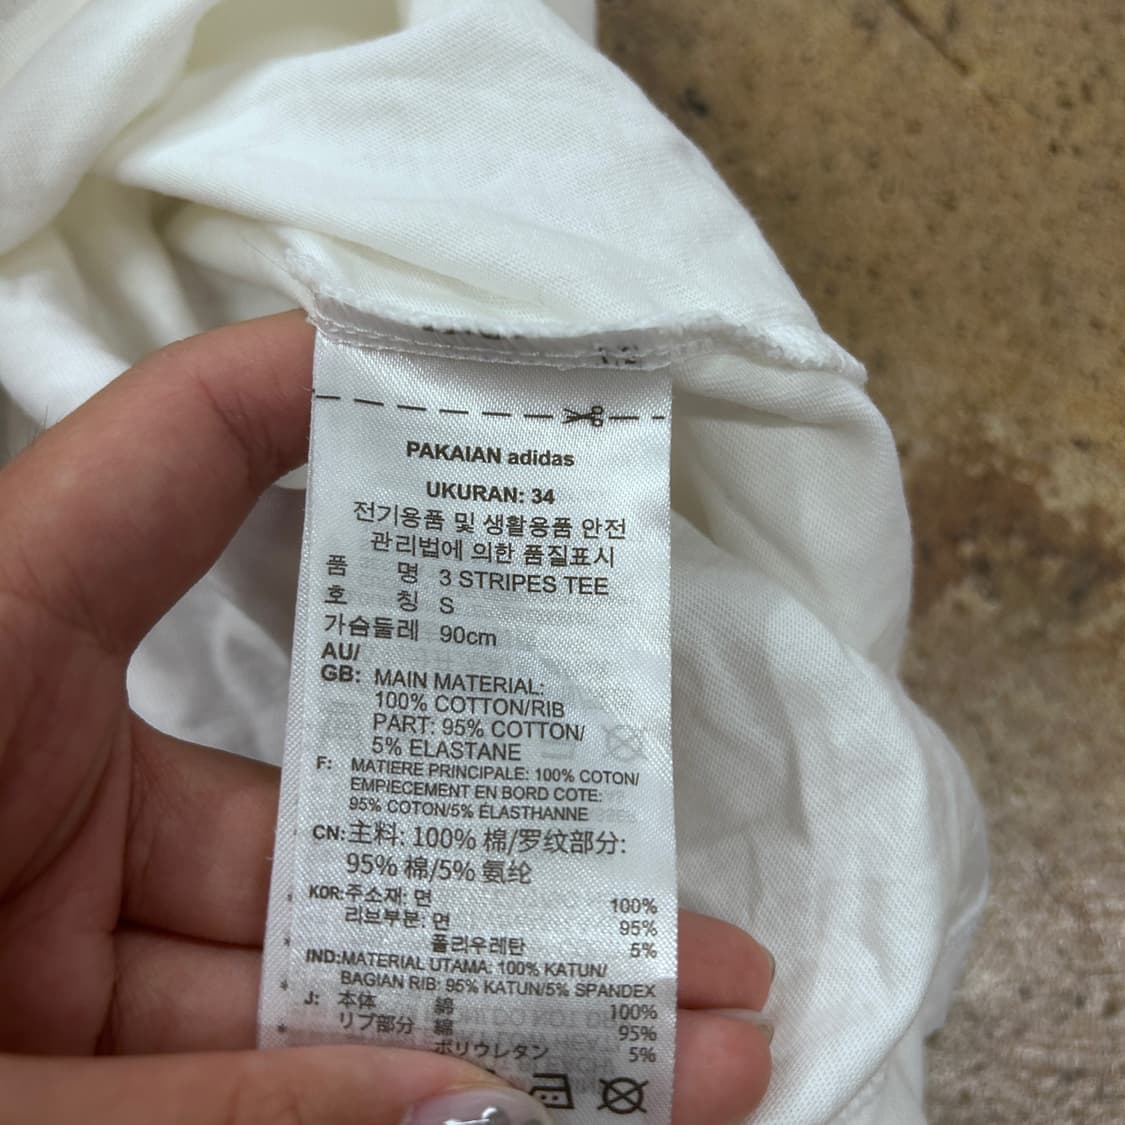 PAKAIAN adidas
UKURAN: 34
전기용품 및 생활용품 안전
관리법에 의한 품질표시
품 명 3 STRIPES TEE
호 칭 S
가슴둘레 90cm
AU/
GB: MAIN MATERIAL:
100% COTTON/RIB
PART: 95% COTTON/
5% ELASTANE
F: MATIERE PRINCIPALE: 100% COTON/
EMPIECEMENT EN BORD COTE:
95% COTON/5% ÉLASTHANNE
CN:主料: 100% 棉/罗纹部分:
95% 棉/5% 氨纶
KOR:주소재: 면 100%
리브부분: 면 95%
폴리우레탄 5%
IND:MATERIAL UTAMA: 100% KATUN/
BAGIAN RIB: 95% KATUN/5% SPANDEX
J: 本体 綿 100%
リブ部分 綿 95%
ポリウレタン 5%